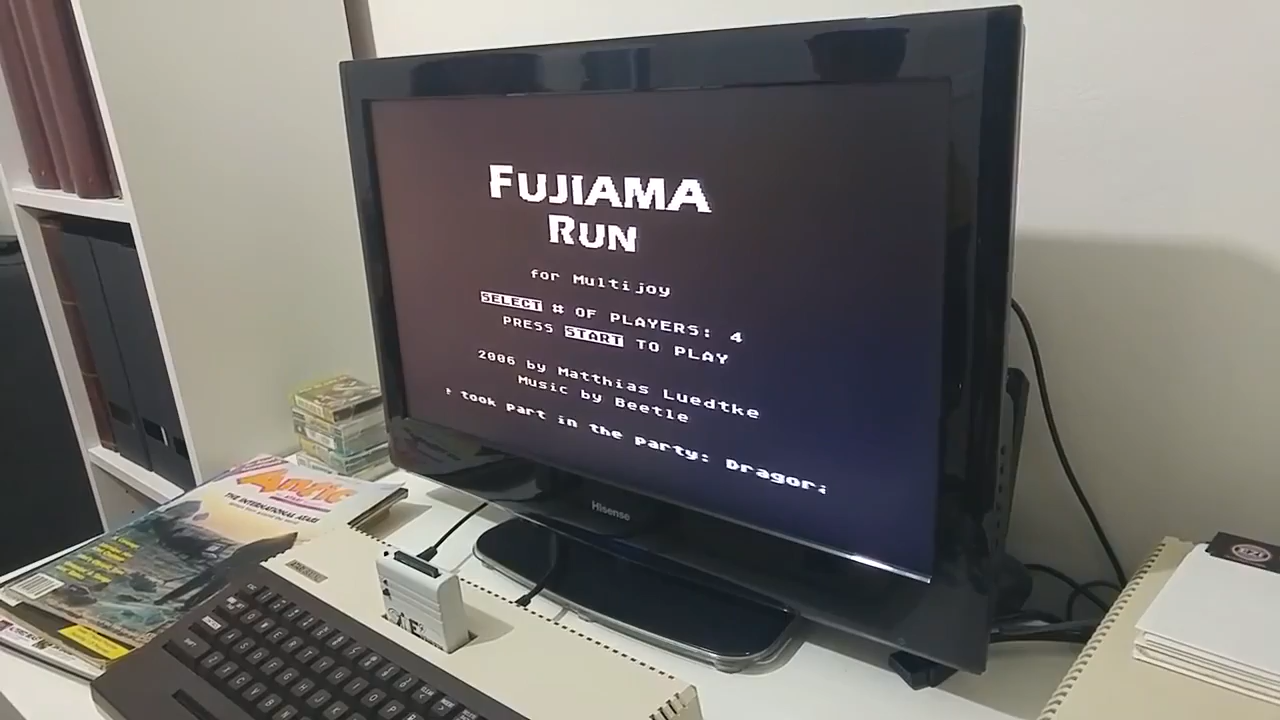 FUJIAMA
RUN
for Multijoy
SELECT # OF PLAYERS: 4
PRESS START TO PLAY
2006 by Matthias Luedtke
Music by Beetle
took part in the Party: Dragor
Hisense
THE INTERNATIONAL ATARI